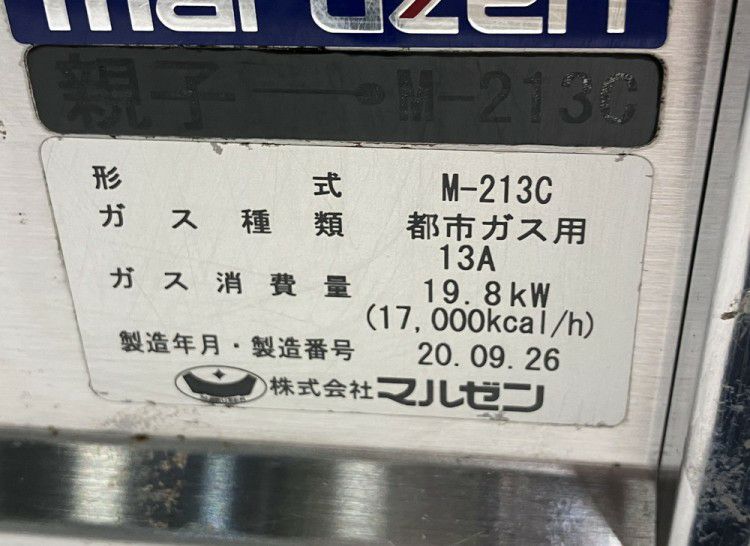 maruzen
親子 M-213C
形式 M-213C
ガス種類 都市ガス用
13A
ガス消費量 19.8kW
(17,000kcal/h)
製造年月・製造番号 20.09.26
株式会社マルゼン